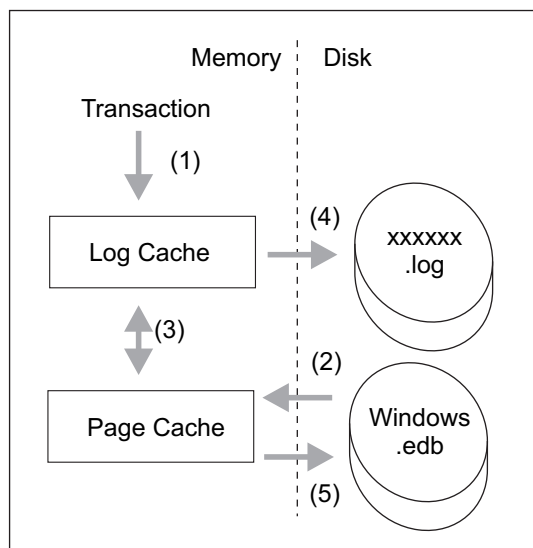 Memory Disk
Transaction
(1)
(4)
Log Cache
xxxxxx
.log
(3)
(2)
Page Cache
Windows
.edb
(5)